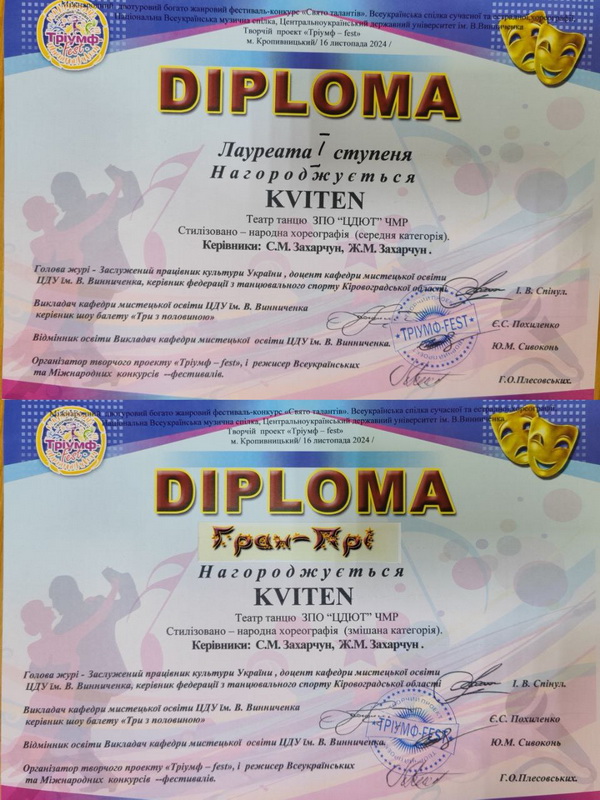 Міжнародний двотуровий богато жанровий фестиваль-конкурс «Свято талантів». Всеукраїнська спілка сучасної та естрадної
Національна Всеукраїнська музична спілка, Центральноукраїнський державний університет ім. В.Винниченка
Творчій проект «Тріумф – fest»
м. Кропивницький/ 16 листопада 2024 /
Тріумф
fest
DIPLOMA
Лауреата I ступеня
Нагороджується
KVITEN
Театр танцю ЗПО “ЦДЮТ” ЧМР
Стилізовано – народна хореографія (середня категорія).
Керівники: С.М. Захарчун, Ж.М. Захарчун .
Голова журі - Заслужений працівник культури України , доцент кафедри мистецької освіти
ЦДУ ім. В. Винниченка, керівник федерації з танцювального спорту Кіровоградської області
І. В. Спінул.
Викладач кафедри мистецької освіти ЦДУ ім. В. Винниченка
керівник шоу балету «Три з половиною»
Є.С. Похиленко
Відмінник освіти Викладач кафедри мистецької освіти ЦДУ ім. В. Винниченка.
Ю.М. Сивоконь
ТРІУМФ-FEST
Організатор творчого проекту «Тріумф – fest», і режисер Всеукраїнських
та Міжнародних конкурсів --фестивалів.
Г.О.Плесовських.
Міжнародний двотуровий богато жанровий фестиваль-конкурс «Свято талантів». Всеукраїнська спілка сучасної та естрадної
Національна Всеукраїнська музична спілка, Центральноукраїнський державний університет ім. В.Винниченка
Творчій проект «Тріумф – fest»
м. Кропивницький/ 16 листопада 2024 /
Тріумф
fest
DIPLOMA
Гран-Прі
Нагороджується
KVITEN
Театр танцю ЗПО “ЦДЮТ” ЧМР
Стилізовано – народна хореографія (змішана категорія).
Керівники: С.М. Захарчун, Ж.М. Захарчун .
Голова журі - Заслужений працівник культури України , доцент кафедри мистецької освіти
ЦДУ ім. В. Винниченка, керівник федерації з танцювального спорту Кіровоградської області
І. В. Спінул.
Викладач кафедри мистецької освіти ЦДУ ім. В. Винниченка
керівник шоу балету «Три з половиною»
Є.С. Похиленко
Відмінник освіти Викладач кафедри мистецької освіти ЦДУ ім. В. Винниченка.
Ю.М. Сивоконь
ТРІУМФ-FEST
Організатор творчого проекту «Тріумф – fest», і режисер Всеукраїнських
та Міжнародних конкурсів --фестивалів.
Г.О.Плесовських.